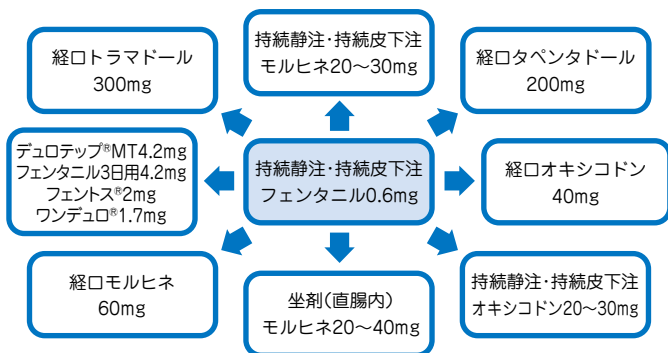 経口トラマドール
300mg
持続静注・持続皮下注
モルヒネ20～30mg
経口タペンタドール
200mg
デュロテップ®MT4.2mg
フェンタニル3日用4.2mg
フェントス®2mg
ワンデュロ®1.7mg
持続静注・持続皮下注
フェンタニル0.6mg
経口オキシコドン
40mg
経口モルヒネ
60mg
坐剤（直腸内）
モルヒネ20～40mg
持続静注・持続皮下注
オキシコドン20～30mg